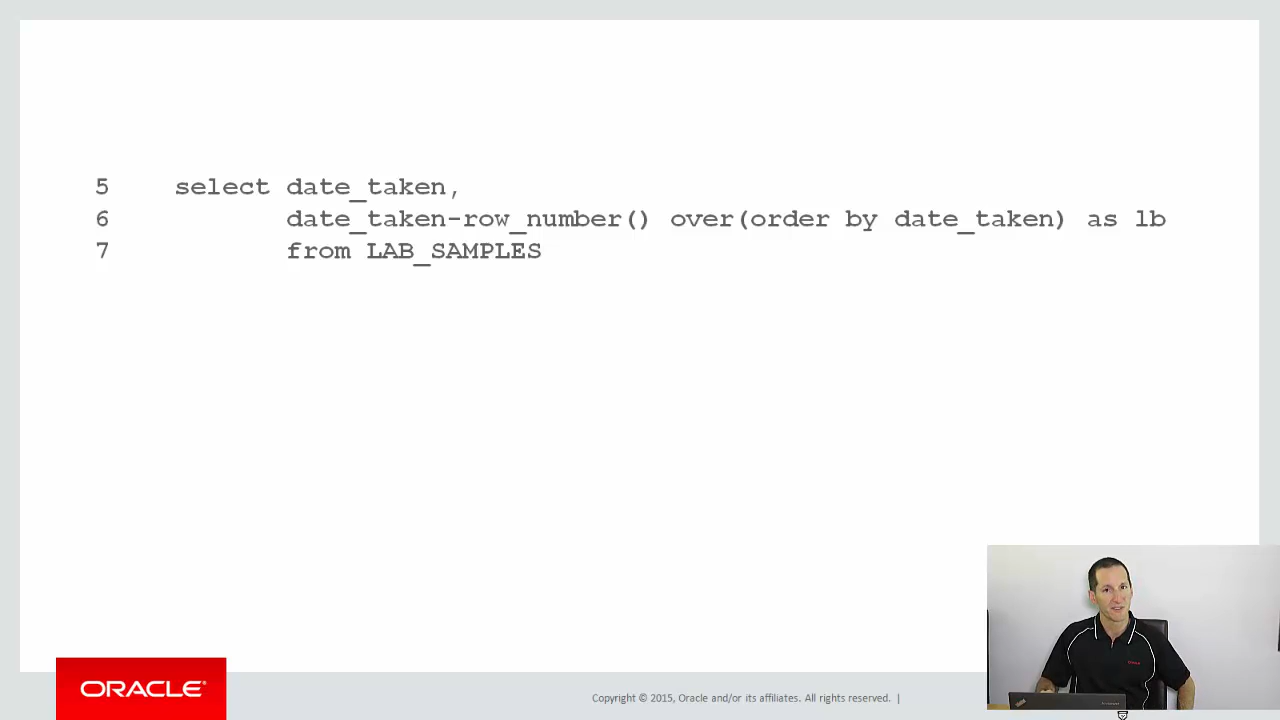 5 select date_taken,
6 date_taken-row_number() over(order by date_taken) as lb
7 from LAB_SAMPLES
ORACLE®
Copyright © 2015, Oracle and/or its affiliates. All rights reserved. |